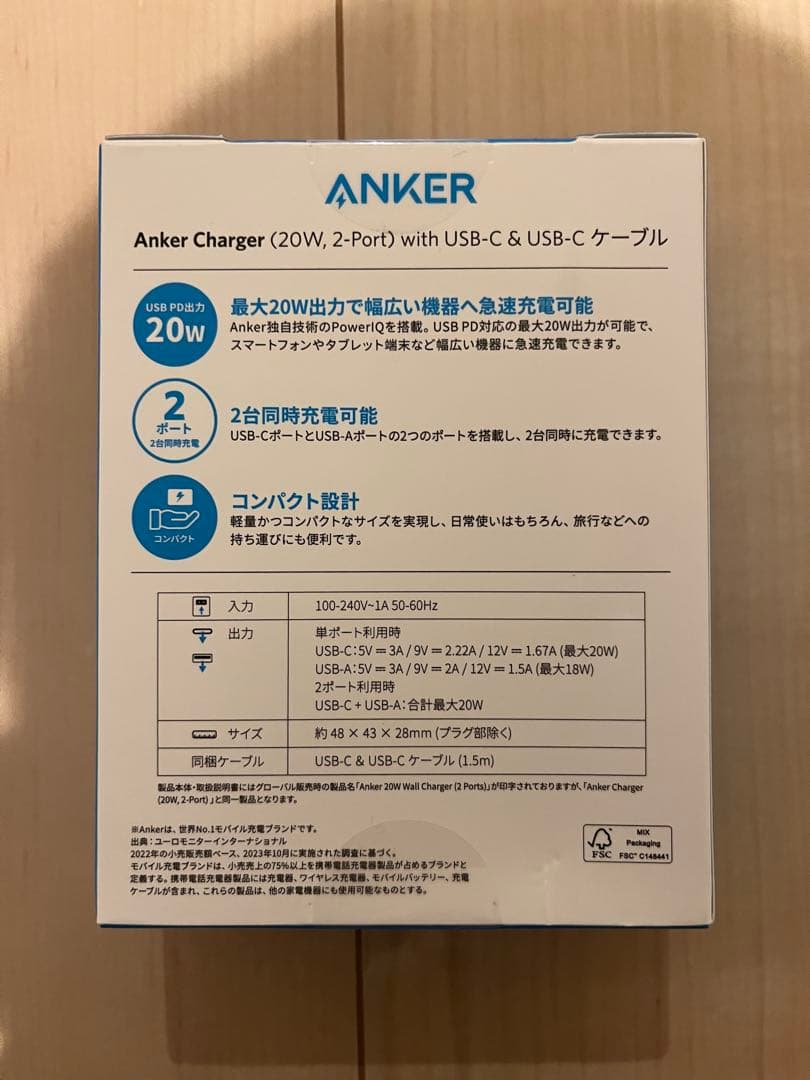 ANKER
Anker Charger (20W, 2-Port) with USB-C & USB-C ケーブル
USB PD出力
20W
最大20W出力で幅広い機器へ急速充電可能
Anker独自技術のPowerIQを搭載。USB PD対応の最大20W出力が可能で、
スマートフォンやタブレット端末など幅広い機器に急速充電できます。
2
ポート
2台同時充電
2台同時充電可能
USB-CポートとUSB-Aポートの2つのポートを搭載し、2台同時に充電できます。
コンパクト
コンパクト設計
軽量かつコンパクトなサイズを実現し、日常使いはもちろん、旅行などへの
持ち運びにも便利です。
入力 100-240V~1A 50-60Hz
出力 単ポート利用時
USB-C:5V⎓3A / 9V⎓2.22A / 12V⎓1.67A (最大20W)
USB-A:5V⎓3A / 9V⎓2A / 12V⎓1.5A (最大18W)
2ポート利用時
USB-C + USB-A:合計最大20W
サイズ 約 48 × 43 × 28mm (プラグ部除く)
同梱ケーブル USB-C & USB-C ケーブル (1.5m)
製品本体・取扱説明書にはグローバル販売時の製品名「Anker 20W Wall Charger (2 Ports)」が印字されておりますが、「Anker Charger
(20W, 2-Port) 」と同一製品となります。
※Ankerは、世界No.1モバイル充電ブランドです。
出典:ユーロモニターインターナショナル
2022年の小売販売額ベース、2023年10月に実施された調査に基づく。
モバイル充電ブランドは、小売売上の75%以上を携帯電話充電器製品が占めるブランドと
定義する。携帯電話充電器製品には充電器、ワイヤレス充電器、モバイルバッテリー、充電
ケーブルが含まれ、これらの製品は、他の家電機器にも使用可能なものとする。
FSC
MIX
Packaging
FSC® C148441